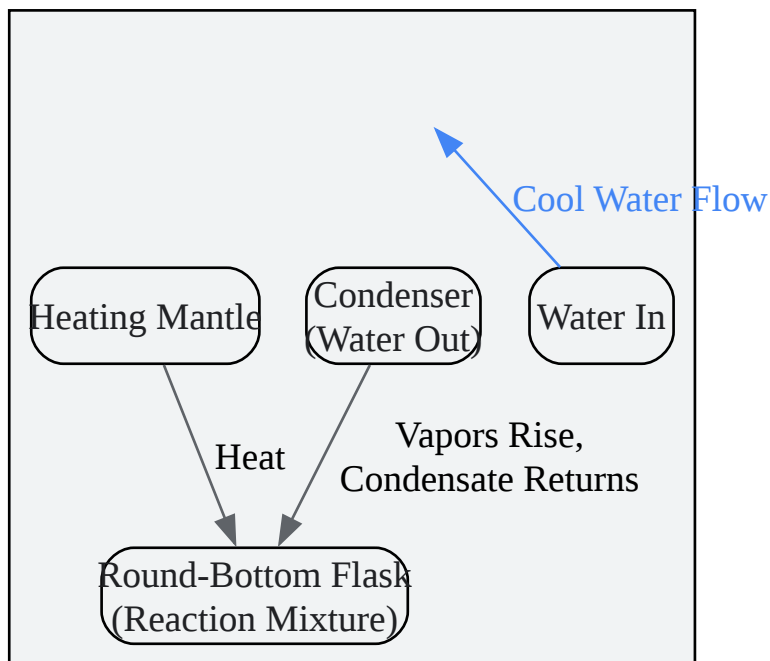 Cool Water Flow
Heating Mantle
Condenser
(Water Out)
Water In
Heat
Vapors Rise,
Condensate Returns
Round-Bottom Flask
(Reaction Mixture)